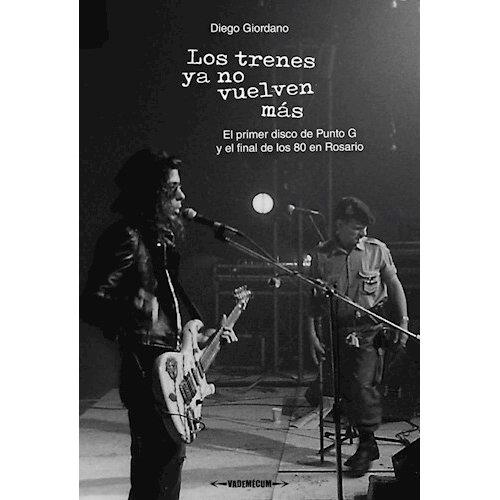 Diego Giordano
Los trenes
ya no
vuelven
más
El primer disco de Punto G
y el final de los 80 en Rosario
VADEMECUM